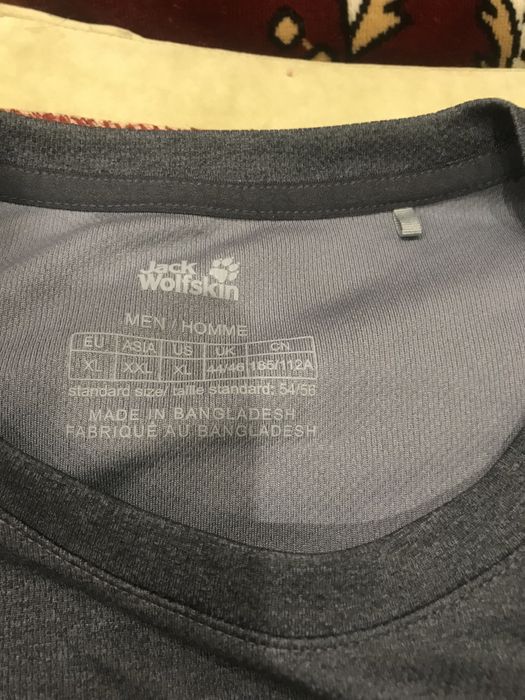 Jack
Wolfskin
MEN / HOMME
EU ASIA US UK CN
XL XXL XL 44/46 185/112A
standard size/ taille standard: 54/56
MADE IN BANGLADESH
FABRIQUÉ AU BANGLADESH